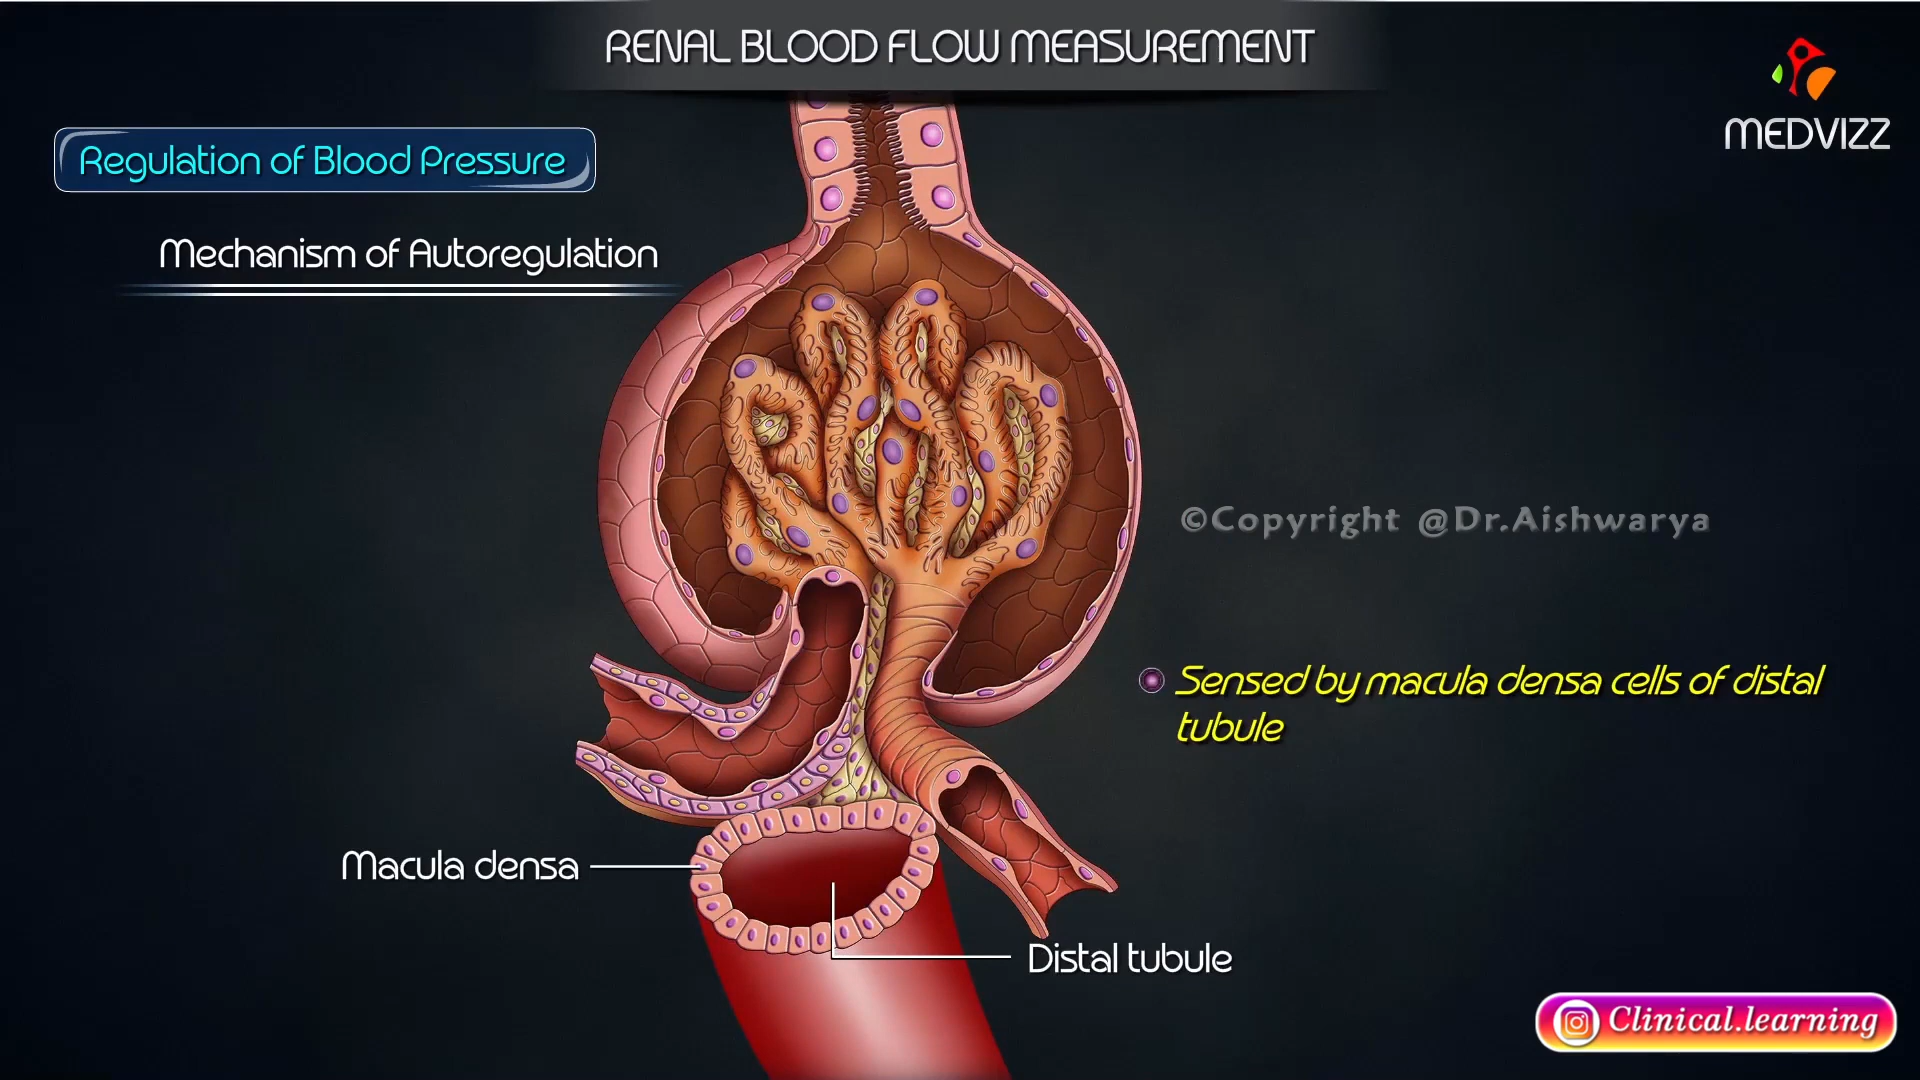 RENAL BLOOD FLOW MEASUREMENT
MEDVIZZ
Regulation of Blood Pressure
Mechanism of Autoregulation
©Copyright @Dr.Aishwarya
Sensed by macula densa cells of distal
tubule
Macula densa
Distal tubule
Clinical.learning